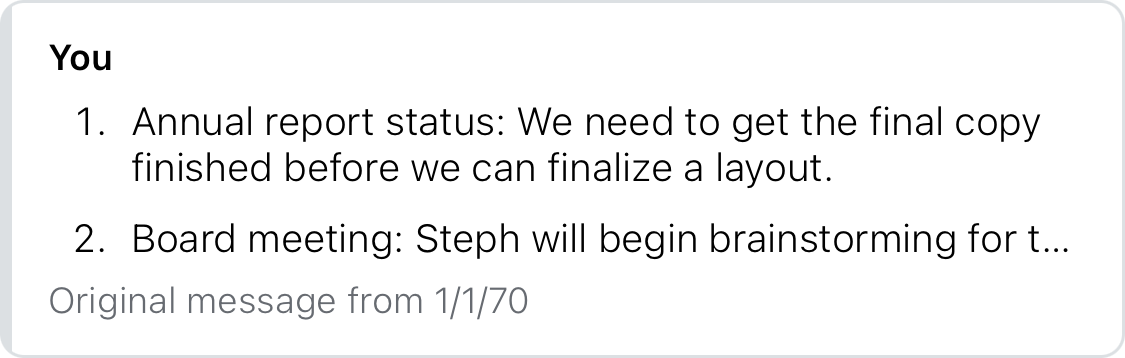 You
1. Annual report status: We need to get the final copy
finished before we can finalize a layout.
2. Board meeting: Steph will begin brainstorming for t...
Original message from 1/1/70